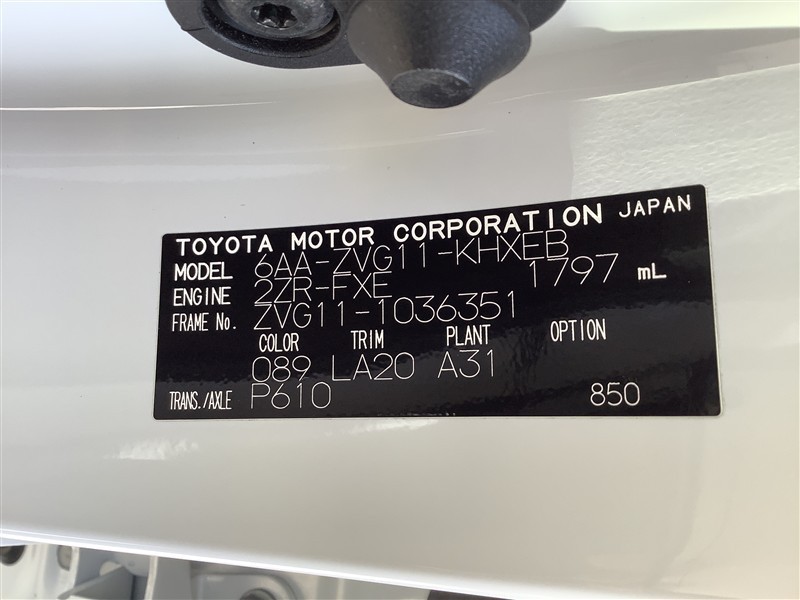 TOYOTA MOTOR CORPORATION JAPAN
MODEL 6AA-ZVG11-KHXEB
ENGINE 2ZR-FXE 1797 mL
FRAME No. ZVG11-1036351
COLOR TRIM PLANT OPTION
089 LA20 A31
TRANS./AXLE P610 850